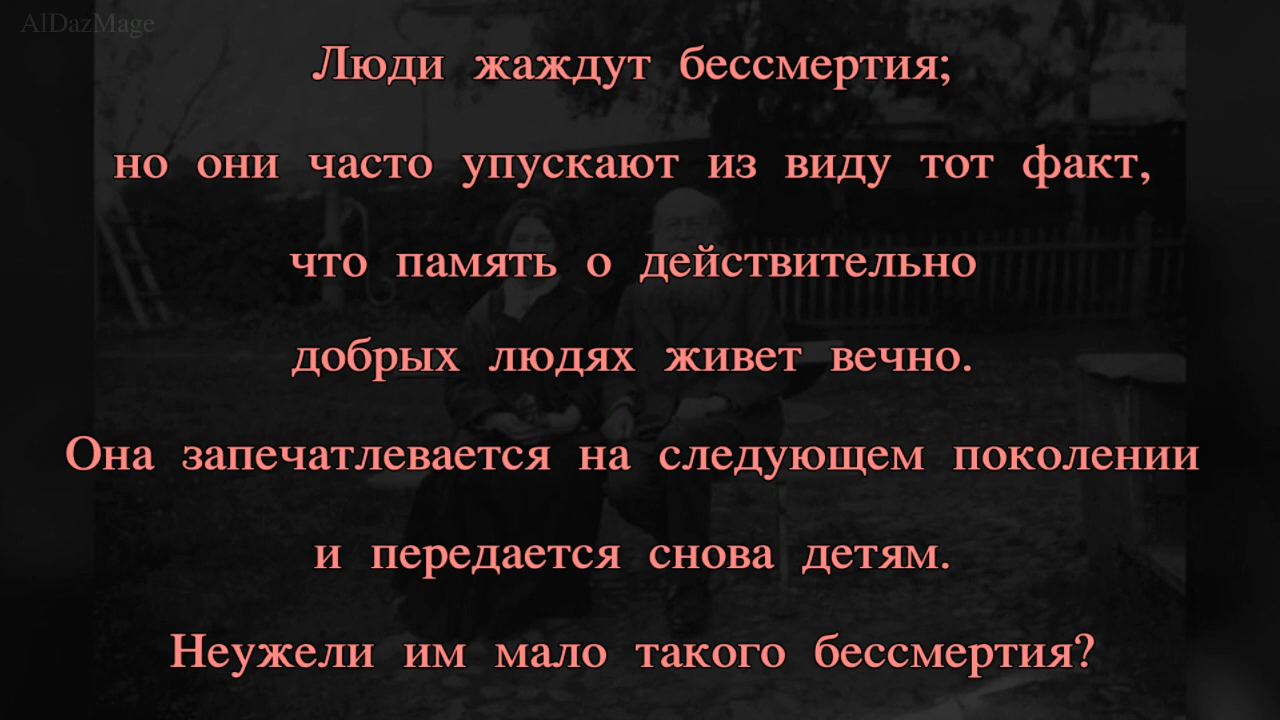 AlDazMage
Люди жаждут бессмертия;
но они часто упускают из виду тот факт,
что память о действительно
добрых людях живет вечно.
Она запечатлевается на следующем поколении
и передается снова детям.
Неужели им мало такого бессмертия?